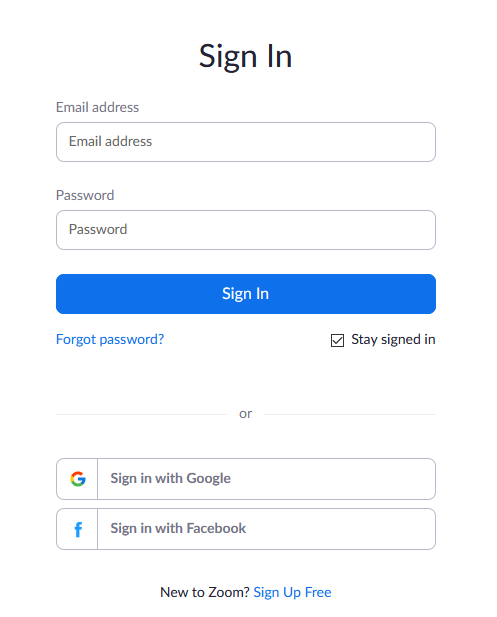 Sign In
Email address
Email address
Password
Password
Sign In
Forgot password? Stay signed in
or
Sign in with Google
Sign in with Facebook
New to Zoom? Sign Up Free